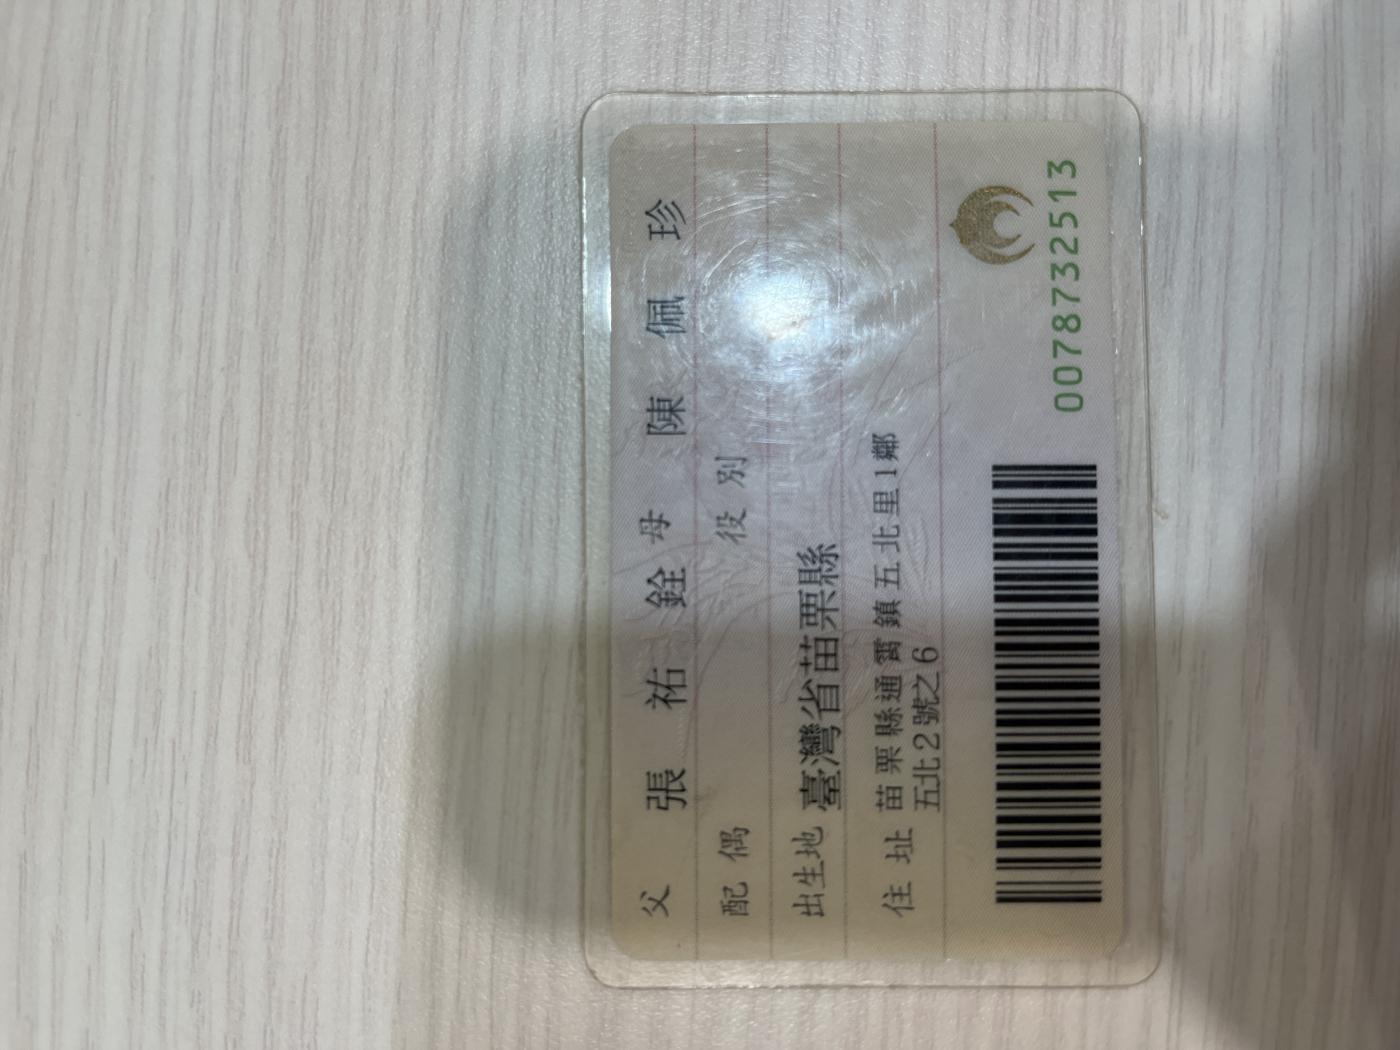 父 張祐銓 母 陳佩珍
配偶 役別
出生地 臺灣省苗栗縣
住址 苗栗縣通霄鎮五北里1鄰
五北2號之6
0078732513